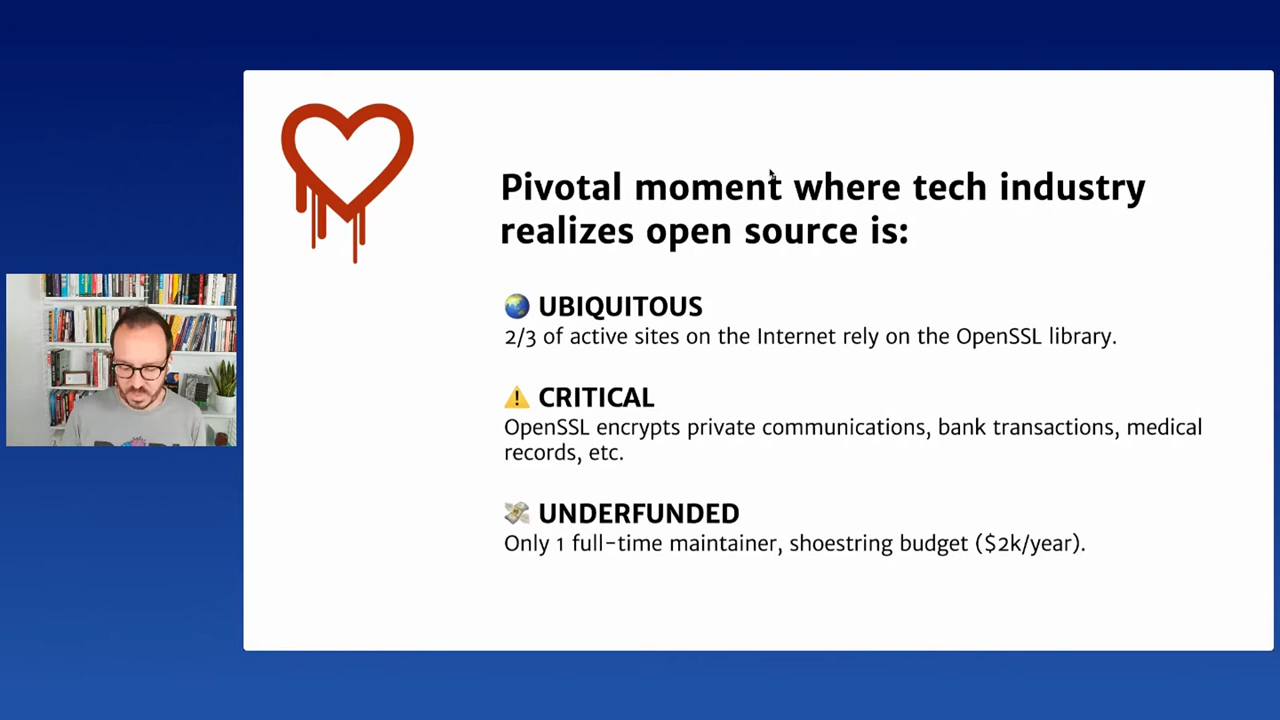 Pivotal moment where tech industry
realizes open source is:
🌏 UBIQUITOUS
2/3 of active sites on the Internet rely on the OpenSSL library.
⚠️ CRITICAL
OpenSSL encrypts private communications, bank transactions, medical
records, etc.
💸 UNDERFUNDED
Only 1 full-time maintainer, shoestring budget ($2k/year).